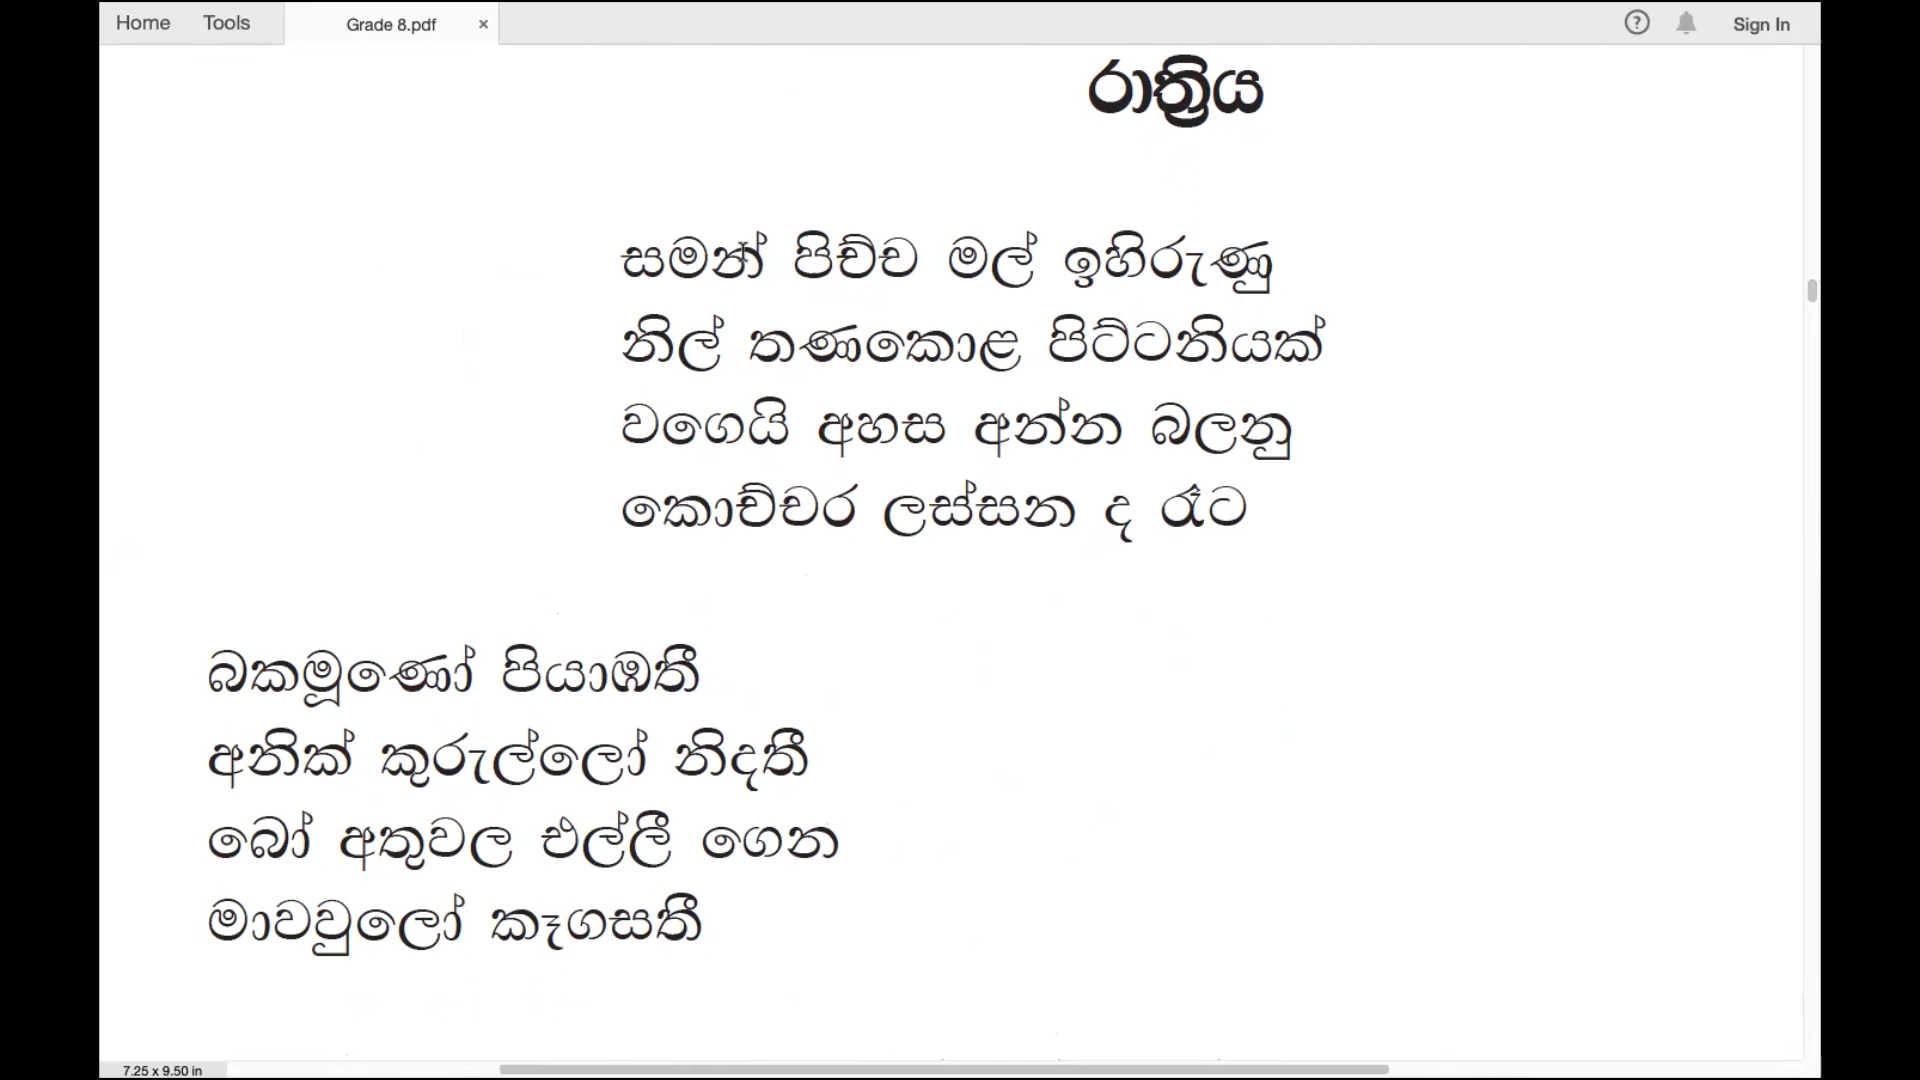 Home Tools Grade 8.pdf × ? Sign In
රාත්‍රිය
සමන් පිච්ච මල් ඉහිරුණු
නිල් තණකොළ පිට්ටනියක්
වගෙයි අහස අන්න බලනු
කොච්චර ලස්සන ද රෑට
බකමූණෝ පියාඹතී
අනික් කුරුල්ලෝ නිදතී
බෝ අතුවල එල්ලී ගෙන
මාවවුලෝ කෑගසතී
7.25 x 9.50 in